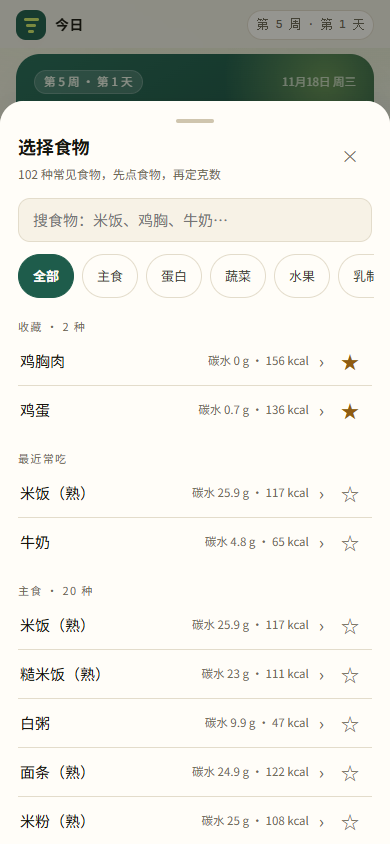 今日
第 5 周 · 第 1 天
第 5 周 · 第 1 天
11月18日 周三
选择食物
102 种常见食物，先点食物，再定克数
搜食物：米饭、鸡胸、牛奶…
全部
主食
蛋白
蔬菜
水果
乳制
收藏 · 2 种
鸡胸肉 碳水 0 g · 156 kcal › ★
鸡蛋 碳水 0.7 g · 136 kcal › ★
最近常吃
米饭（熟） 碳水 25.9 g · 117 kcal › ☆
牛奶 碳水 4.8 g · 65 kcal › ☆
主食 · 20 种
米饭（熟） 碳水 25.9 g · 117 kcal › ☆
糙米饭（熟） 碳水 23 g · 111 kcal › ☆
白粥 碳水 9.9 g · 47 kcal › ☆
面条（熟） 碳水 24.9 g · 122 kcal › ☆
米粉（熟） 碳水 25 g · 108 kcal › ☆